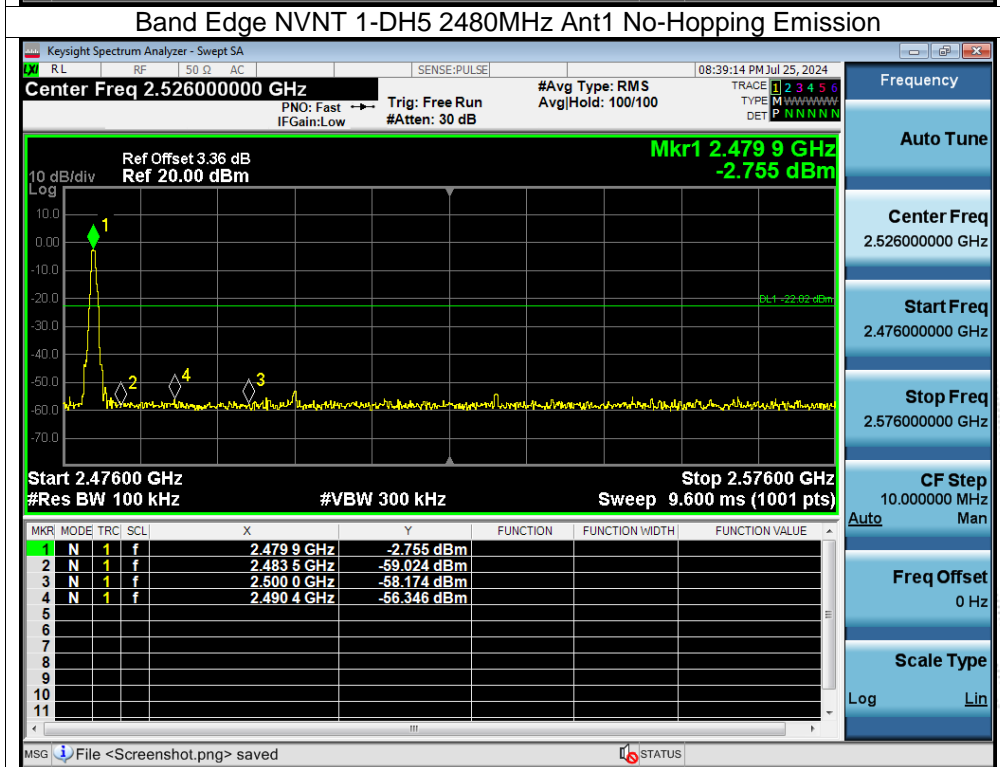 Band Edge NVNT 1-DH5 2480MHz Ant1 No-Hopping Emission
Keysight Spectrum Analyzer - Swept SA
LXI RL RF 50 Ω AC SENSE:PULSE 08:39:14 PM Jul 25, 2024
Center Freq 2.526000000 GHz #Avg Type: RMS TRACE 1 2 3 4 5 6
PNO: Fast Trig: Free Run Avg|Hold: 100/100 TYPE M W W W W W
IFGain:Low #Atten: 30 dB DET P N N N N N
Ref Offset 3.36 dB Mkr1 2.479 9 GHz
10 dB/div Ref 20.00 dBm -2.755 dBm
Log
10.0
1
0.00
-10.0
-20.0 DL1 -22.82 dBm
-30.0
-40.0
-50.0 2 4 3
-60.0
-70.0
Start 2.47600 GHz Stop 2.57600 GHz
#Res BW 100 kHz #VBW 300 kHz Sweep 9.600 ms (1001 pts)
MKR MODE TRC SCL X Y FUNCTION FUNCTION WIDTH FUNCTION VALUE
1 N 1 f 2.479 9 GHz -2.755 dBm
2 N 1 f 2.483 5 GHz -59.024 dBm
3 N 1 f 2.500 0 GHz -58.174 dBm
4 N 1 f 2.490 4 GHz -56.346 dBm
5
6
7
8
9
10
11
MSG File <Screenshot.png> saved STATUS
Frequency
Auto Tune
Center Freq
2.526000000 GHz
Start Freq
2.476000000 GHz
Stop Freq
2.576000000 GHz
CF Step
10.000000 MHz
Auto Man
Freq Offset
0 Hz
Scale Type
Log Lin